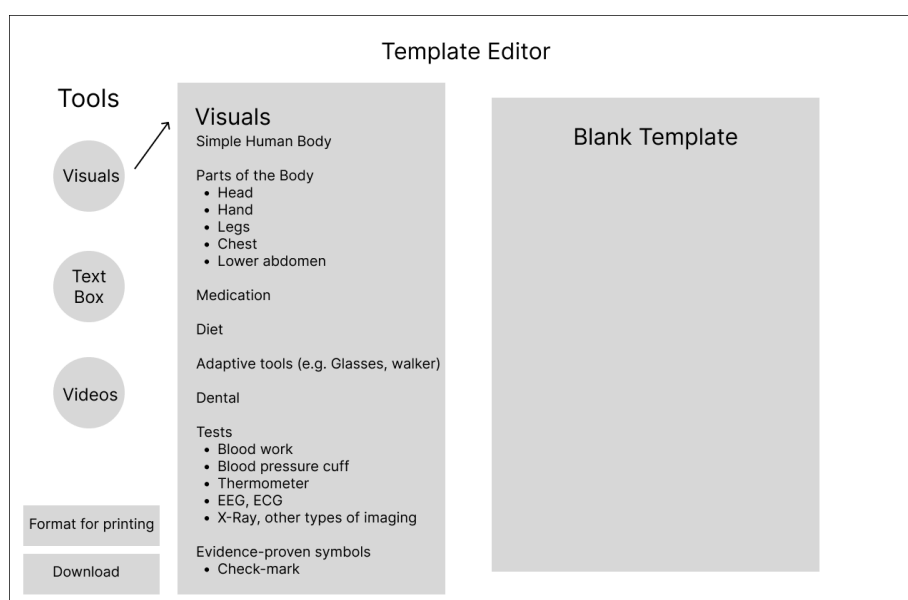 Template Editor
Tools
Visuals
Text
Box
Videos
Format for printing
Download
Visuals
Simple Human Body
Parts of the Body
• Head
• Hand
• Legs
• Chest
• Lower abdomen
Medication
Diet
Adaptive tools (e.g. Glasses, walker)
Dental
Tests
• Blood work
• Blood pressure cuff
• Thermometer
• EEG, ECG
• X-Ray, other types of imaging
Evidence-proven symbols
• Check-mark
Blank Template